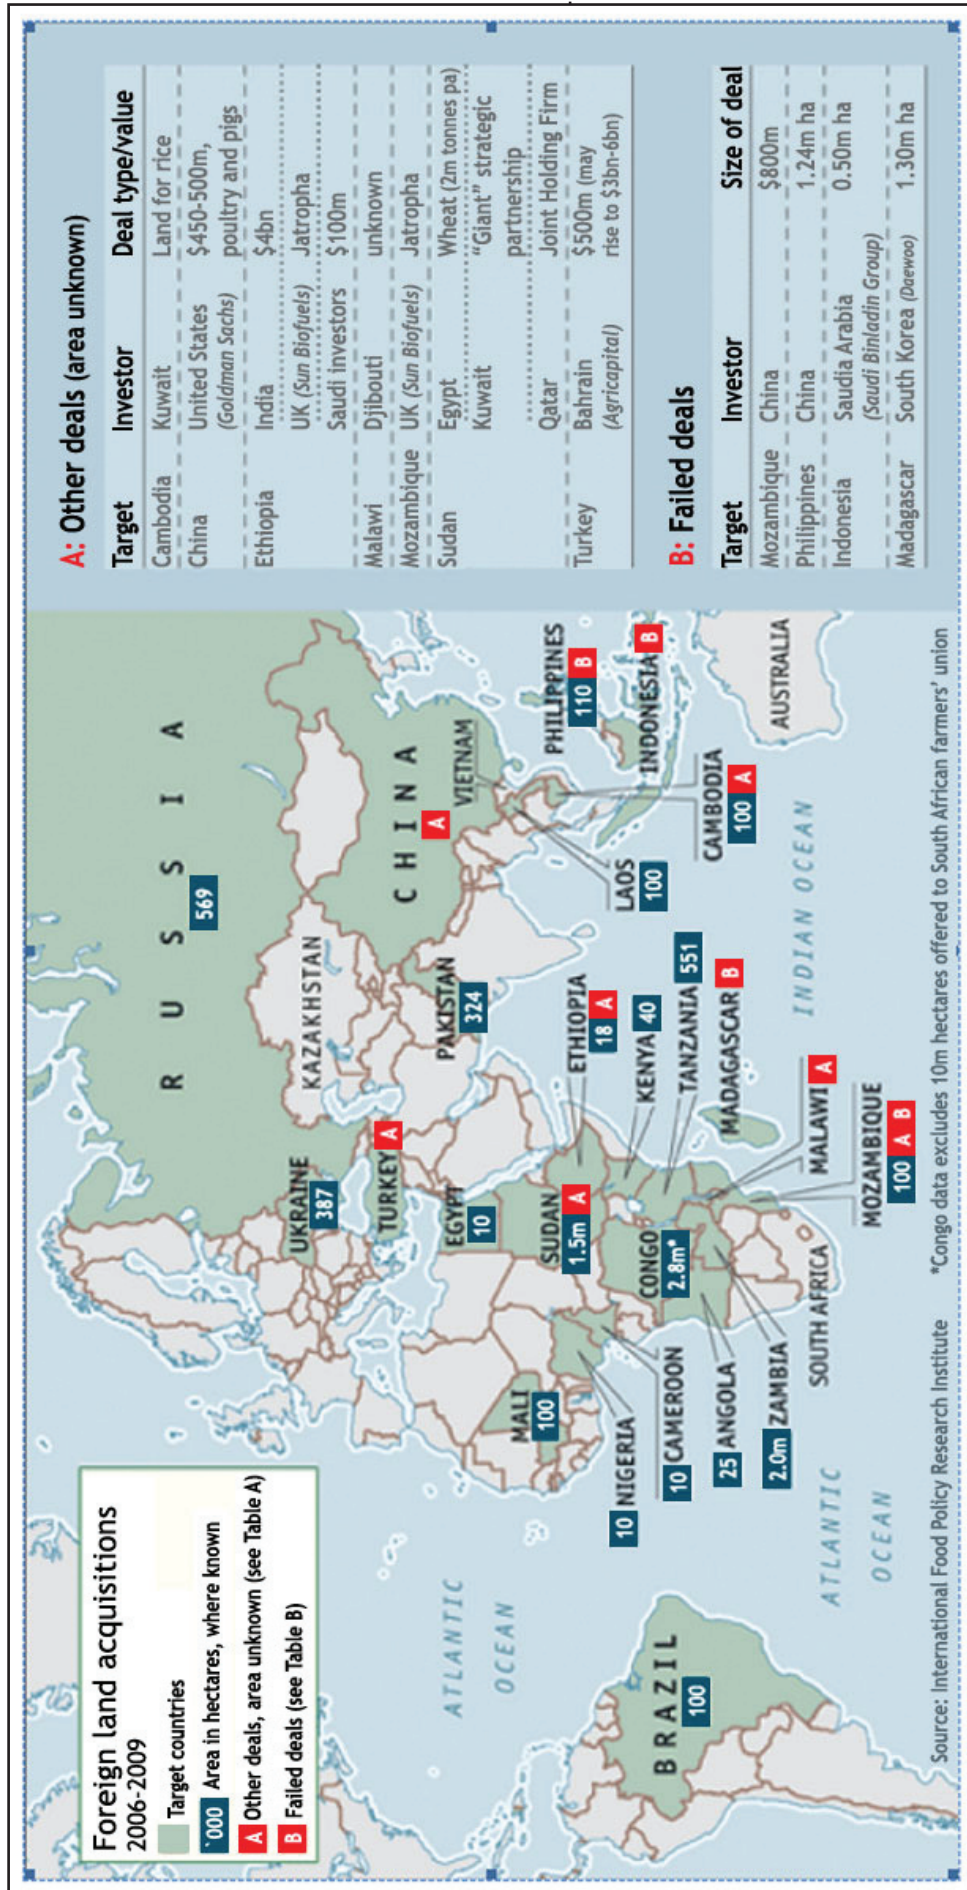 Foreign land acquisitions
2006-2009
Target countries
`000 Area in hectares, where known
A Other deals, area unknown (see Table A)
B Failed deals (see Table B)
RUSSIA
569
UKRAINE
387
KAZAKHSTAN
TURKEY A
CHINA
A
EGYPT
10
PAKISTAN
324
VIETNAM
MALI
100
SUDAN
1.5m A
ETHIOPIA
18 A
LAOS
100
PHILIPPINES
110 B
INDONESIA B
10 NIGERIA
10 CAMEROON
CONGO
2.8m*
KENYA 40
TANZANIA 551
CAMBODIA
100 A
25 ANGOLA
MADAGASCAR B
2.0m ZAMBIA
MALAWI A
AUSTRALIA
BRAZIL
100
SOUTH AFRICA
MOZAMBIQUE
100 A B
ATLANTIC
OCEAN
ATLANTIC
OCEAN
INDIAN OCEAN
Source: International Food Policy Research Institute
*Congo data excludes 10m hectares offered to South African farmers' union
A: Other deals (area unknown)
Target Investor Deal type/value
Cambodia Kuwait Land for rice
China United States $450-500m,
(Goldman Sachs) poultry and pigs
Ethiopia India $4bn
UK (Sun Biofuels) Jatropha
Saudi investors $100m
Malawi Djibouti unknown
Mozambique UK (Sun Biofuels) Jatropha
Sudan Egypt Wheat (2m tonnes pa)
Kuwait "Giant" strategic
partnership
Qatar Joint Holding Firm
Turkey Bahrain $500m (may
(Agricapital) rise to $3bn-6bn)
B: Failed deals
Target Investor Size of deal
Mozambique China $800m
Philippines China 1.24m ha
Indonesia Saudia Arabia 0.50m ha
(Saudi Binladin Group)
Madagascar South Korea (Daewoo) 1.30m ha